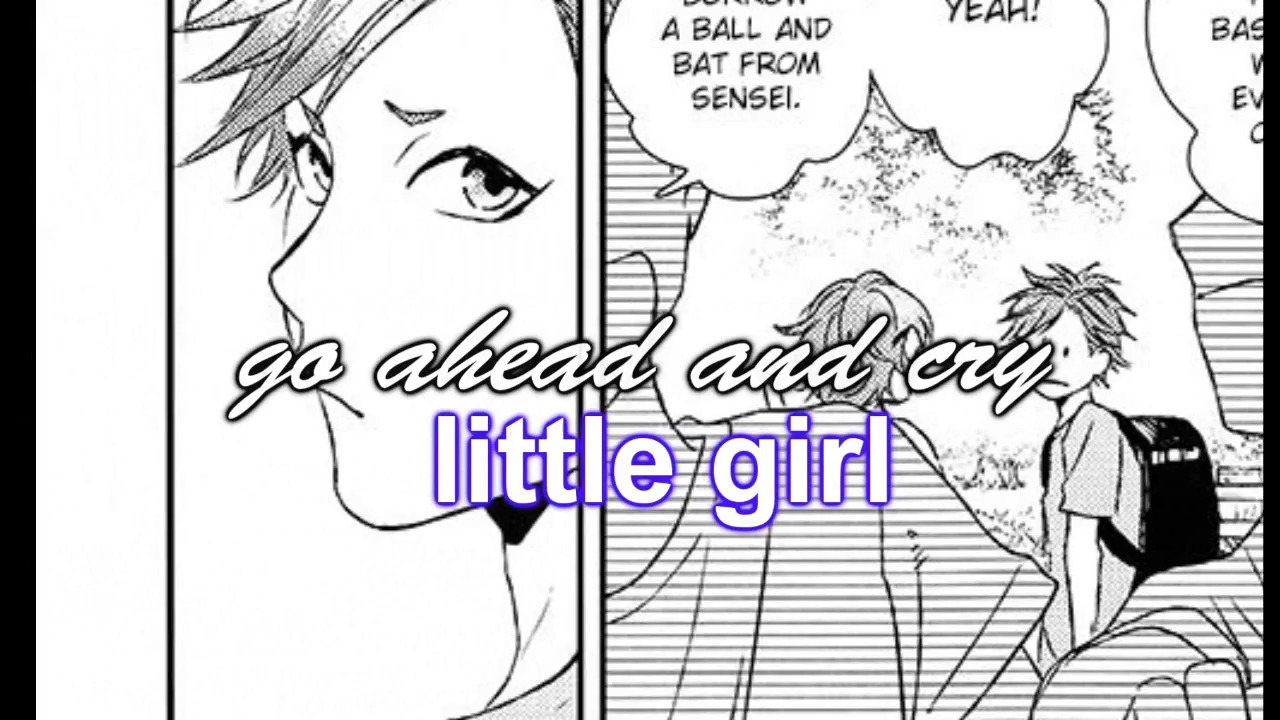 A BALL AND
BAT FROM
SENSEI.
YEAH!
go ahead and cry
little girl